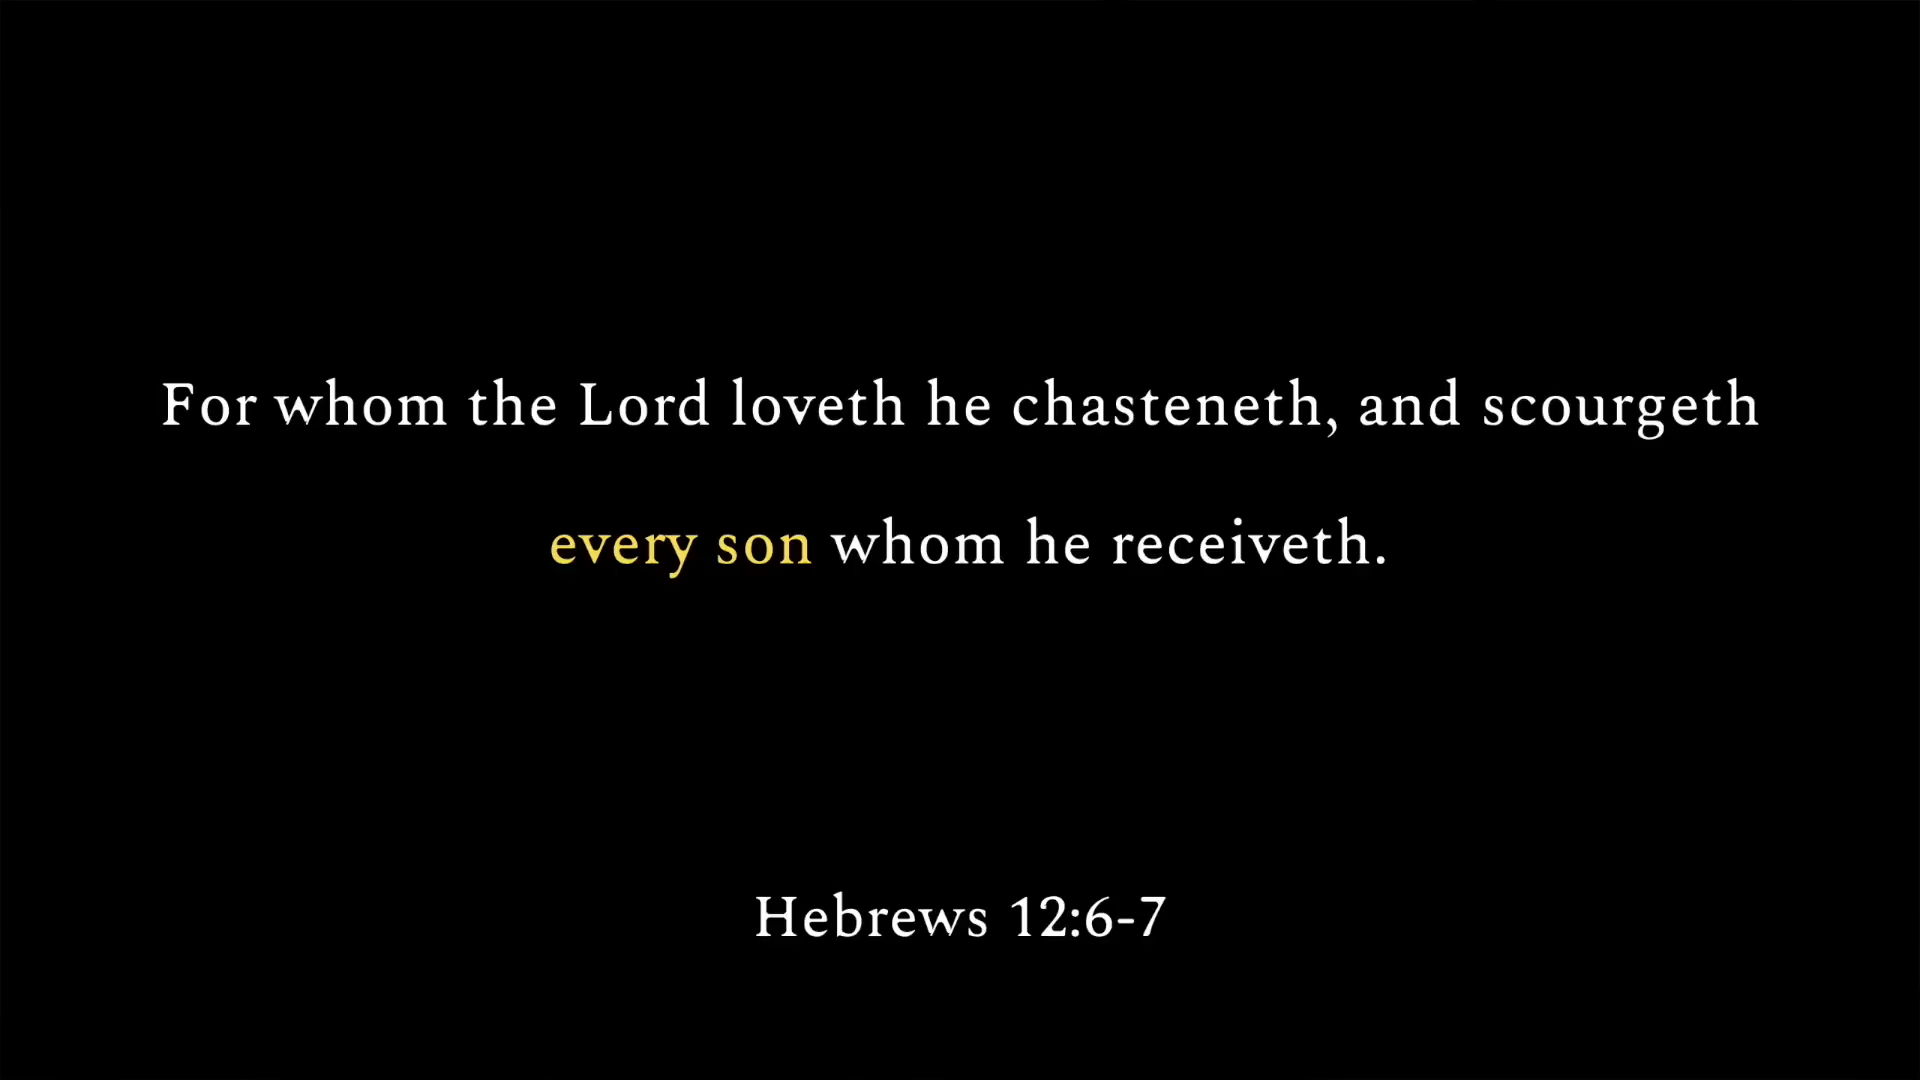 For whom the Lord loveth he chasteneth, and scourgeth
every son whom he receiveth.
Hebrews 12:6-7